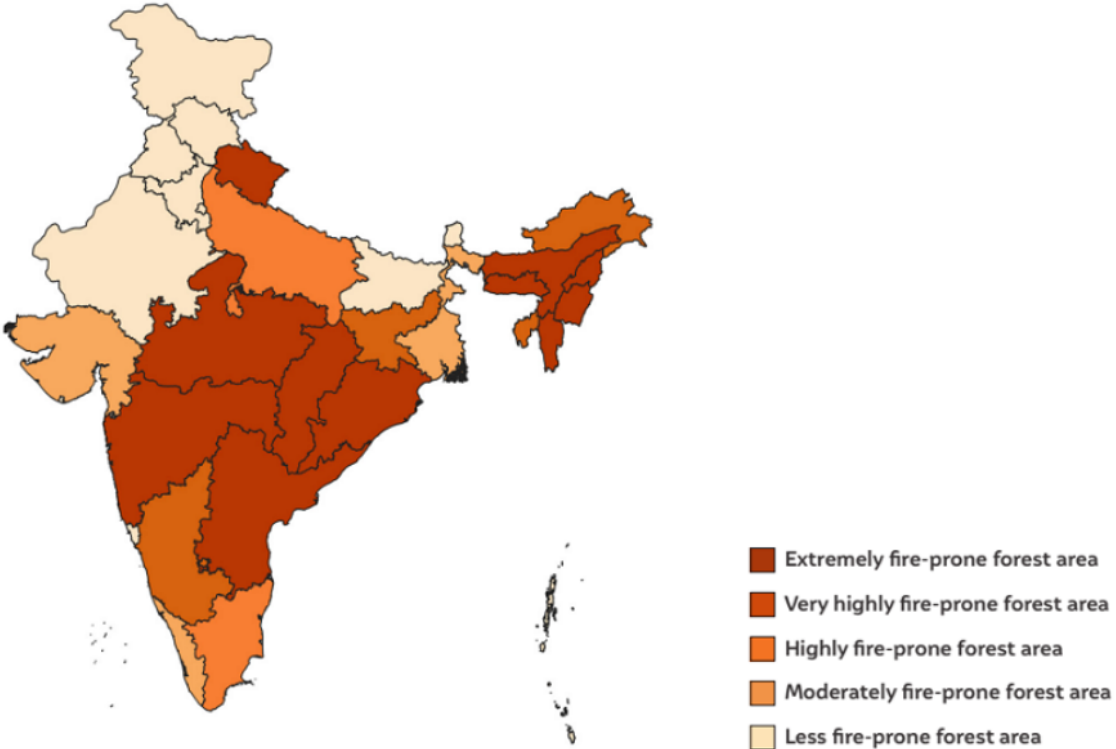 Extremely fire-prone forest area
Very highly fire-prone forest area
Highly fire-prone forest area
Moderately fire-prone forest area
Less fire-prone forest area